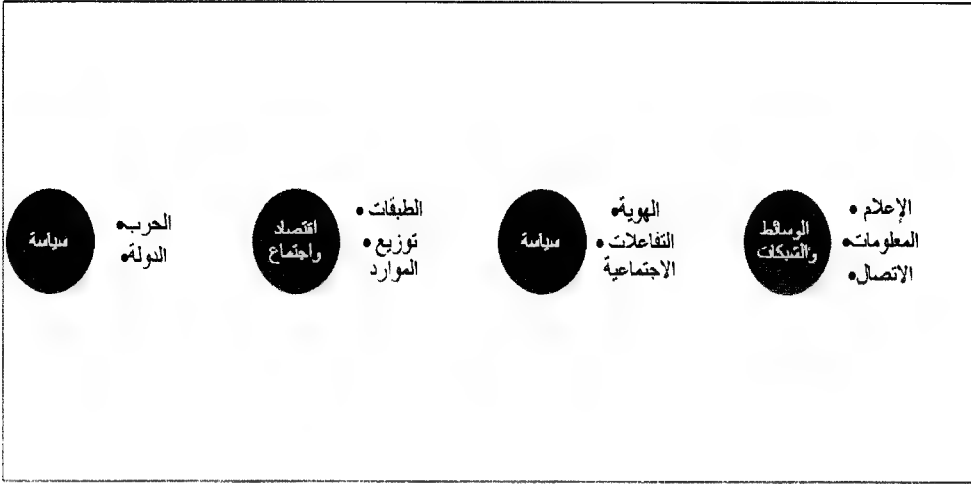 الإعلام •
المعلومات •
الاتصال •
الوسائط
والشبكات
الهوية •
التفاعلات •
الاجتماعية
سياسة
الطبقات •
توزيع •
الموارد
اقتصاد
واجتماع
الحرب •
الدولة •
سياسة